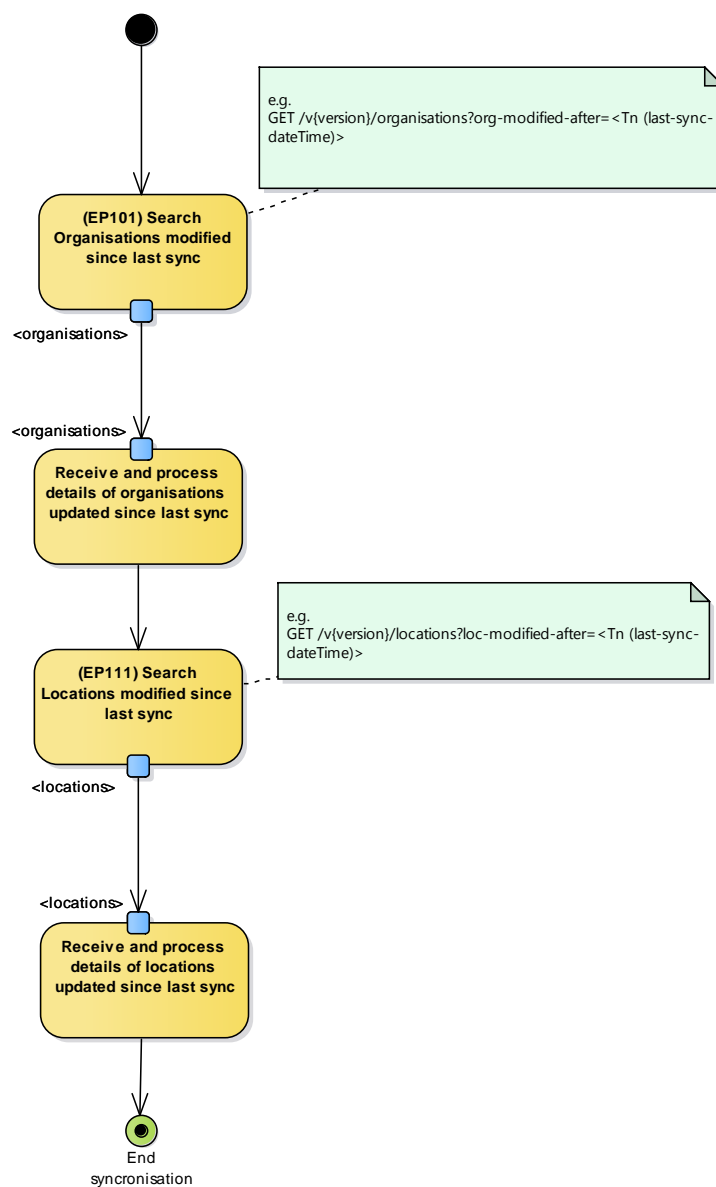 e.g.
GET /v{version}/organisations?org-modified-after=<Tn (last-sync-
dateTime)>
(EP101) Search
Organisations modified
since last sync
<organisations>
<organisations>
Receive and process
details of organisations
updated since last sync
e.g.
GET /v{version}/locations?loc-modified-after=<Tn (last-sync-
dateTime)>
(EP111) Search
Locations modified since
last sync
<locations>
<locations>
Receive and process
details of locations
updated since last sync
End
syncronisation